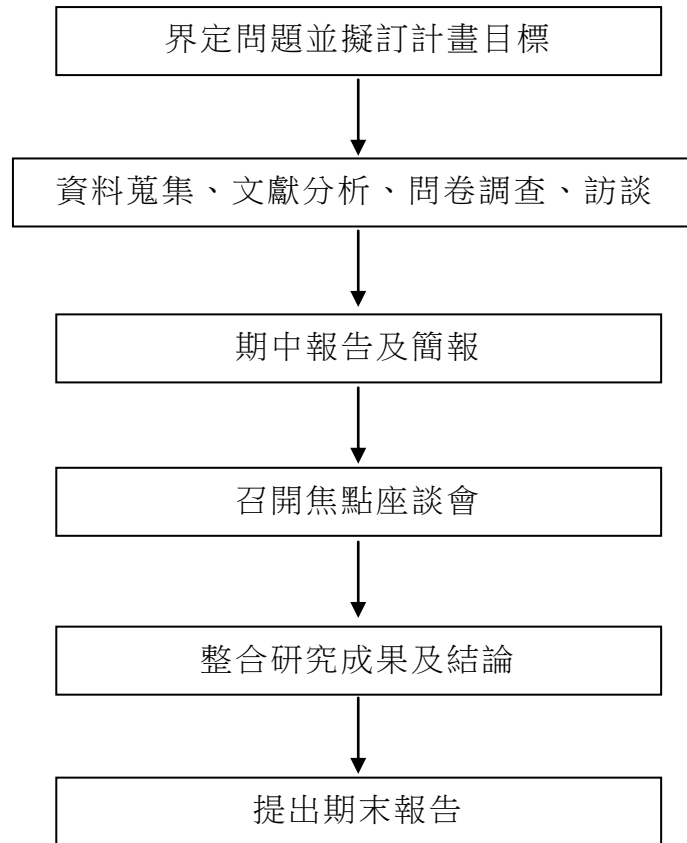 界定問題並擬訂計畫目標
資料蒐集、文獻分析、問卷調查、訪談
期中報告及簡報
召開焦點座談會
整合研究成果及結論
提出期末報告